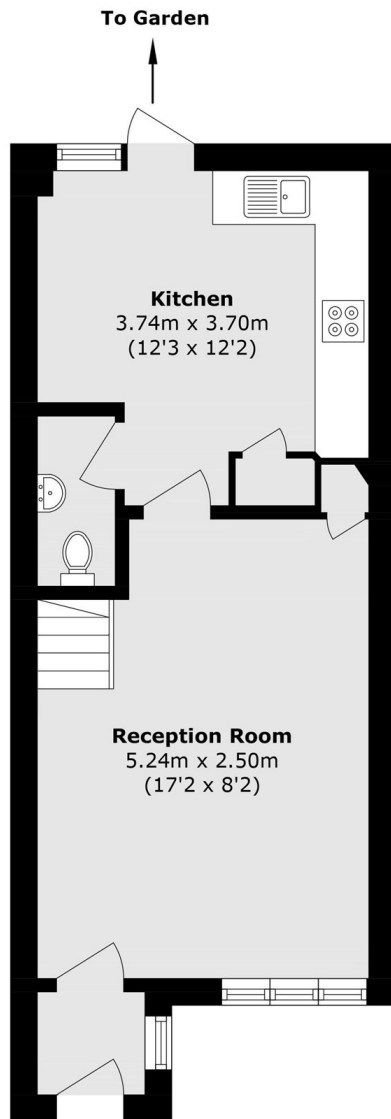 To Garden
Kitchen
3.74m x 3.70m
(12'3 x 12'2)
Reception Room
5.24m x 2.50m
(17'2 x 8'2)